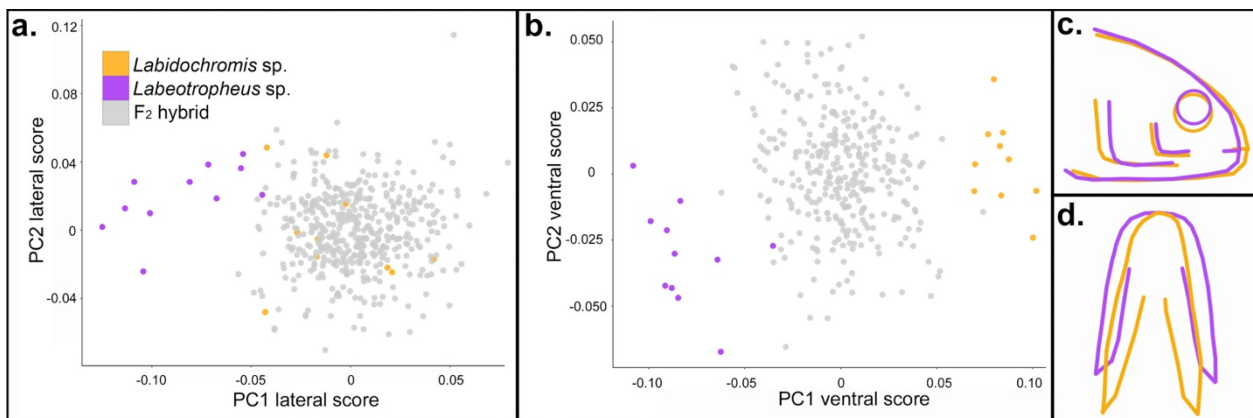 a.
0.12
0.08
0.04
0
-0.04
PC2 lateral score
Labidochromis sp.
Labeotropheus sp.
F2 hybrid
-0.10
-0.05
0
0.05
PC1 lateral score
b.
0.050
0.025
0
-0.025
-0.050
PC2 ventral score
-0.10
-0.05
0
0.05
0.10
PC1 ventral score
c.
d.